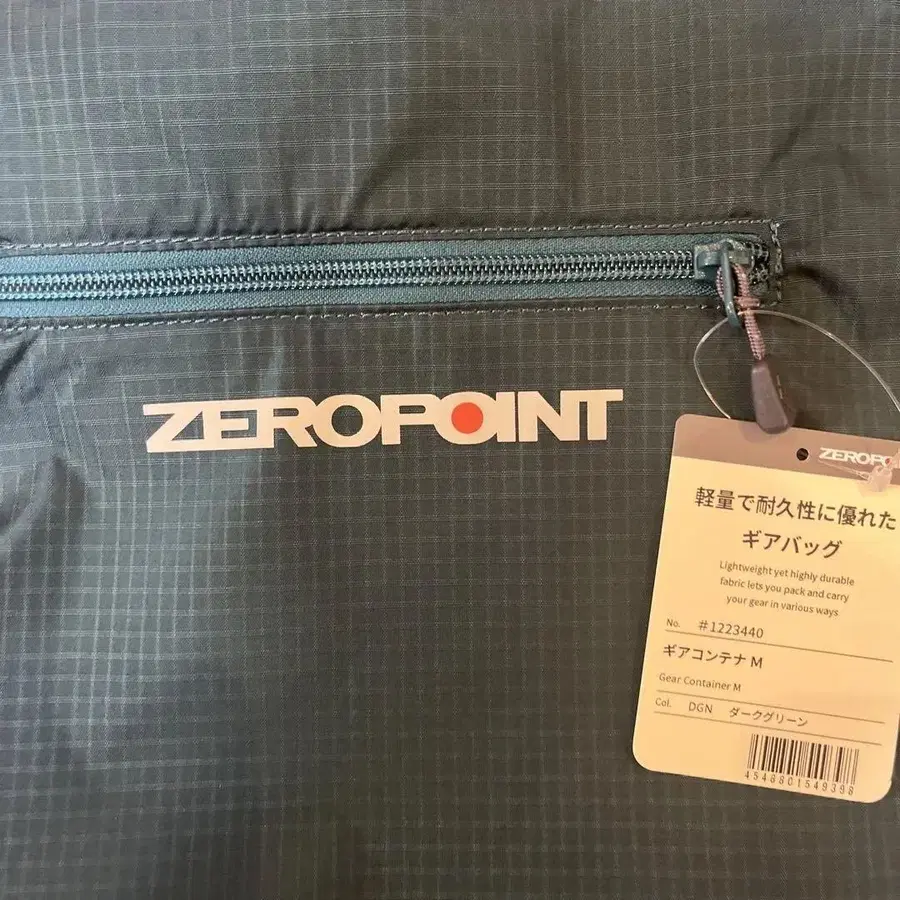 ZEROPOINT
ZEROPO
軽量で耐久性に優れた
ギアバッグ
Lightweight yet highly durable
fabric lets you pack and carry
your gear in various ways
No. #1223440
ギアコンテナ M
Gear Container M
Col. DGN ダークグリーン
4548801549398